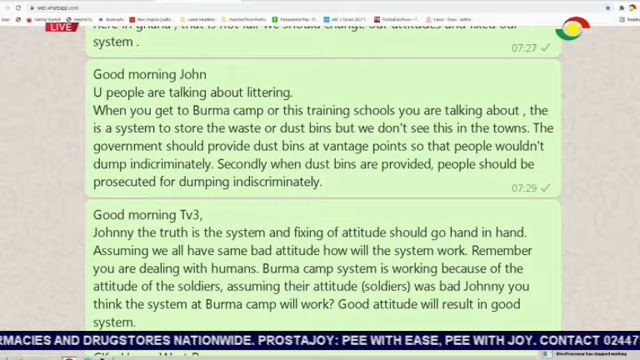 web.whatsapp.com
LIVE
here in ghana , that is not fair we should change our attitudes and fixed our
system .
07:27
Good morning John
U people are talking about littering.
When you get to Burma camp or this training schools you are talking about , the
is a system to store the waste or dust bins but we don't see this in the towns. The
government should provide dust bins at vantage points so that people wouldn't
dump indicriminately. Secondly when dust bins are provided, people should be
prosecuted for dumping indiscriminately.
07:29
Good morning Tv3,
Johnny the truth is the system and fixing of attitude should go hand in hand.
Assuming we all have same bad attitude how will the system work. Remember
you are dealing with humans. Burma camp system is working because of the
attitude of the soldiers, assuming their attitude (soldiers) was bad Johnny you
think the system at Burma camp will work? Good attitude will result in good
system.
RMACIES AND DRUGSTORES NATIONWIDE. PROSTAJOY: PEE WITH EASE, PEE WITH JOY. CONTACT 02447